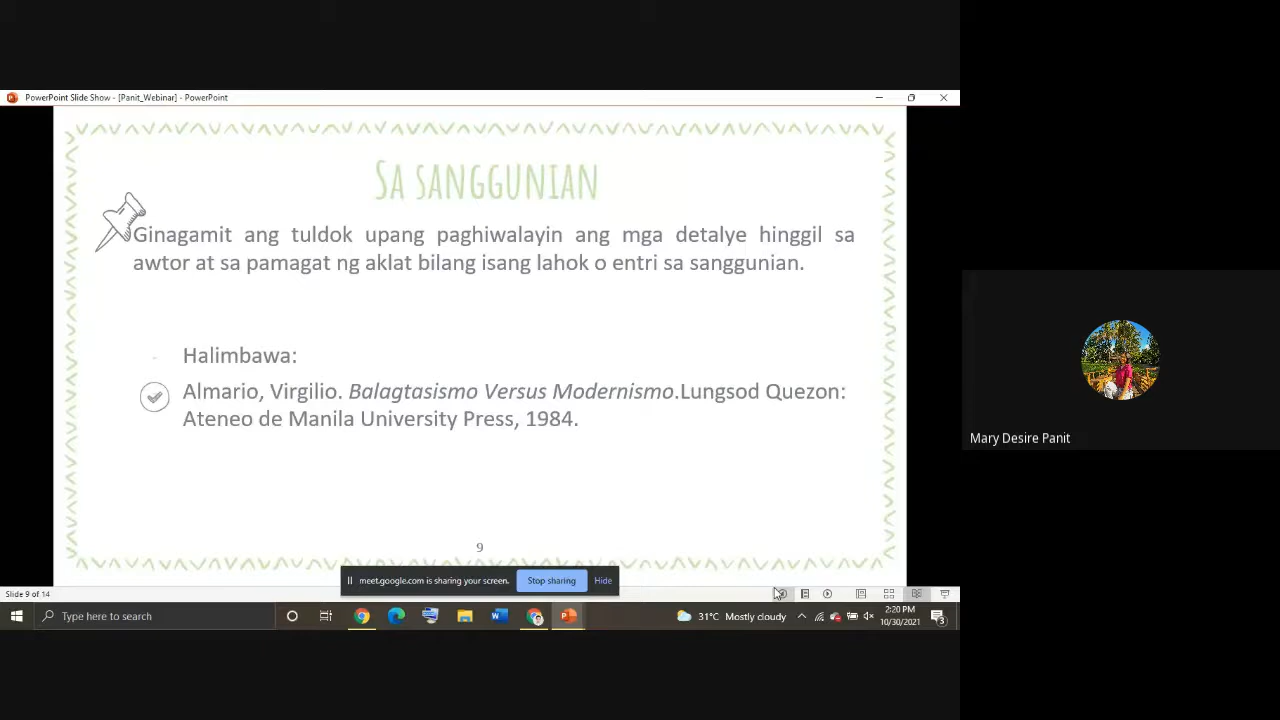 PowerPoint Slide Show - [Panit_Webinar] - PowerPoint
SA SANGGUNIAN
Ginagamit ang tuldok upang paghiwalayin ang mga detalye hinggil sa
awtor at sa pamagat ng aklat bilang isang lahok o entri sa sanggunian.
Halimbawa:
Almario, Virgilio. Balagtasismo Versus Modernismo.Lungsod Quezon:
Ateneo de Manila University Press, 1984.
9
meet.google.com is sharing your screen. Stop sharing Hide
Mary Desire Panit
Slide 9 of 14
Type here to search
31°C Mostly cloudy
2:20 PM
10/30/2021
3